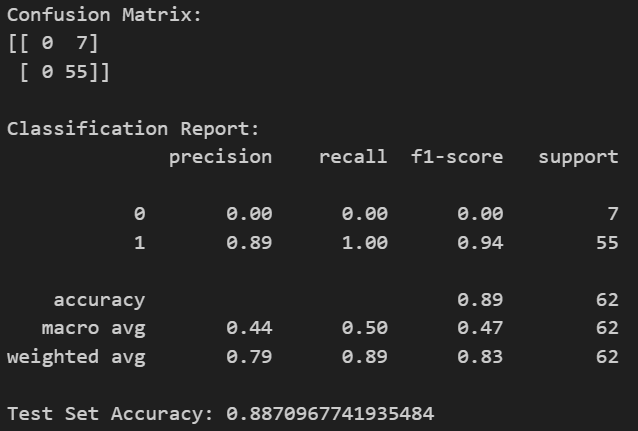 Confusion Matrix:
[[ 0  7]
 [ 0 55]]
Classification Report:
              precision    recall  f1-score   support
           0       0.00      0.00      0.00         7
           1       0.89      1.00      0.94        55
    accuracy                           0.89        62
   macro avg       0.44      0.50      0.47        62
weighted avg       0.79      0.89      0.83        62
Test Set Accuracy: 0.8870967741935484